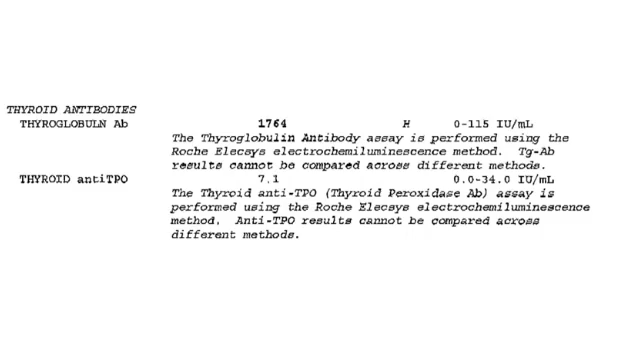 THYROID ANTIBODIES
THYROGLOBULN Ab 1764 H 0-115 IU/mL
The Thyroglobulin Antibody assay is performed using the
Roche Elecsys electrochemiluminescence method. Tg-Ab
results cannot be compared across different methods.
THYROID antiTPO 7.1 0.0-34.0 IU/mL
The Thyroid anti-TPO (Thyroid Peroxidase Ab) assay is
performed using the Roche Elecsys electrochemiluminescence
method. Anti-TPO results cannot be compared across
different methods.